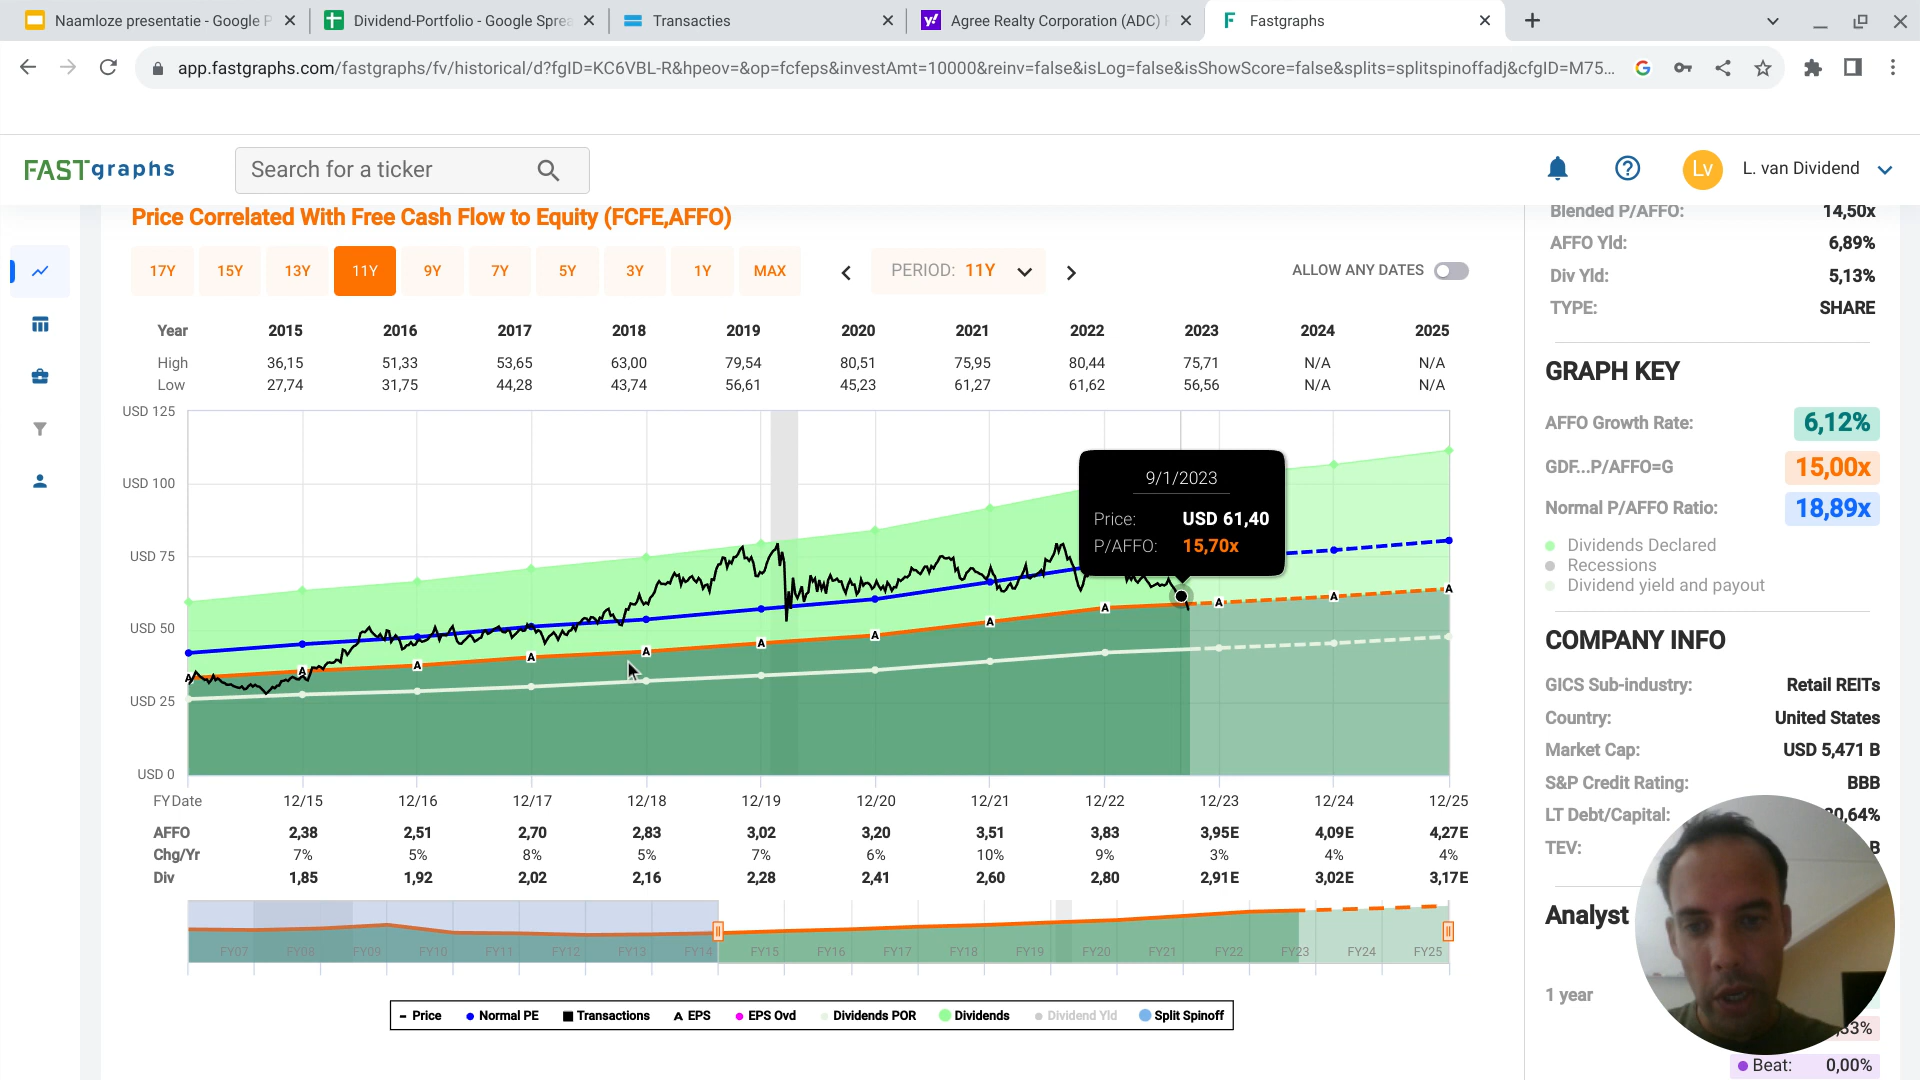 Naamloze presentatie - Google P
Dividend-Portfolio - Google Sprea
Transacties
Agree Realty Corporation (ADC)
Fastgraphs
app.fastgraphs.com/fastgraphs/fv/historical/d?fgID=KC6VBL-R&hpeov=&op=fcfeps&investAmt=10000&reinv=false&isLog=false&isShowScore=false&splits=splitspinoffadj&cfgID=M75...
FASTgraphs
Search for a ticker
Lv
L. van Dividend
Price Correlated With Free Cash Flow to Equity (FCFE,AFFO)
17Y 15Y 13Y 11Y 9Y 7Y 5Y 3Y 1Y MAX
PERIOD: 11Y
ALLOW ANY DATES
Year 2015 2016 2017 2018 2019 2020 2021 2022 2023 2024 2025
High 36,15 51,33 53,65 63,00 79,54 80,51 75,95 80,44 75,71 N/A N/A
Low 27,74 31,75 44,28 43,74 56,61 45,23 61,27 61,62 56,56 N/A N/A
USD 125
USD 100
USD 75
USD 50
USD 25
USD 0
9/1/2023
Price: USD 61,40
P/AFFO: 15,70x
A A A A A A A A A A A A
FY Date 12/15 12/16 12/17 12/18 12/19 12/20 12/21 12/22 12/23 12/24 12/25
AFFO 2,38 2,51 2,70 2,83 3,02 3,20 3,51 3,83 3,95E 4,09E 4,27E
Chg/Yr 7% 5% 8% 5% 7% 6% 10% 9% 3% 4% 4%
Div 1,85 1,92 2,02 2,16 2,28 2,41 2,60 2,80 2,91E 3,02E 3,17E
FY07 FY08 FY09 FY10 FY11 FY12 FY13 FY14 FY15 FY16 FY17 FY18 FY19 FY20 FY21 FY22 FY23 FY24 FY25
Price Normal PE Transactions A EPS EPS Ovd Dividends POR Dividends Dividend Yld Split Spinoff
Blended P/AFFO: 14,50x
AFFO Yld: 6,89%
Div Yld: 5,13%
TYPE: SHARE
GRAPH KEY
AFFO Growth Rate: 6,12%
GDF...P/AFFO=G 15,00x
Normal P/AFFO Ratio: 18,89x
Dividends Declared
Recessions
Dividend yield and payout
COMPANY INFO
GICS Sub-industry: Retail REITs
Country: United States
Market Cap: USD 5,471 B
S&P Credit Rating: BBB
LT Debt/Capital: 0,64%
TEV: B
Analyst
1 year
33%
Beat: 0,00%